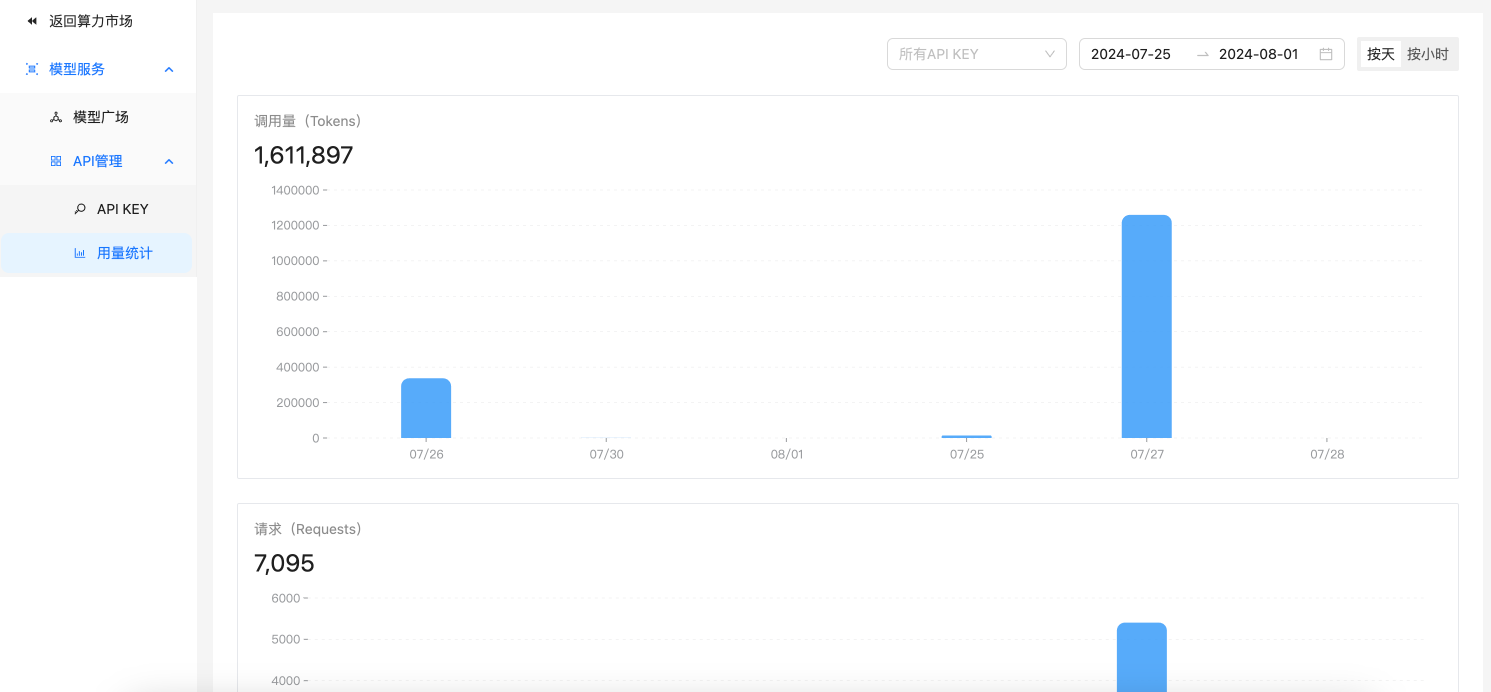 返回算力市场
模型服务
模型广场
API管理
API KEY
用量统计
所有API KEY
2024-07-25
2024-08-01
按天
按小时
调用量（Tokens）
1,611,897
1400000
1200000
1000000
800000
600000
400000
200000
0
07/26
07/30
08/01
07/25
07/27
07/28
请求（Requests）
7,095
6000
5000
4000